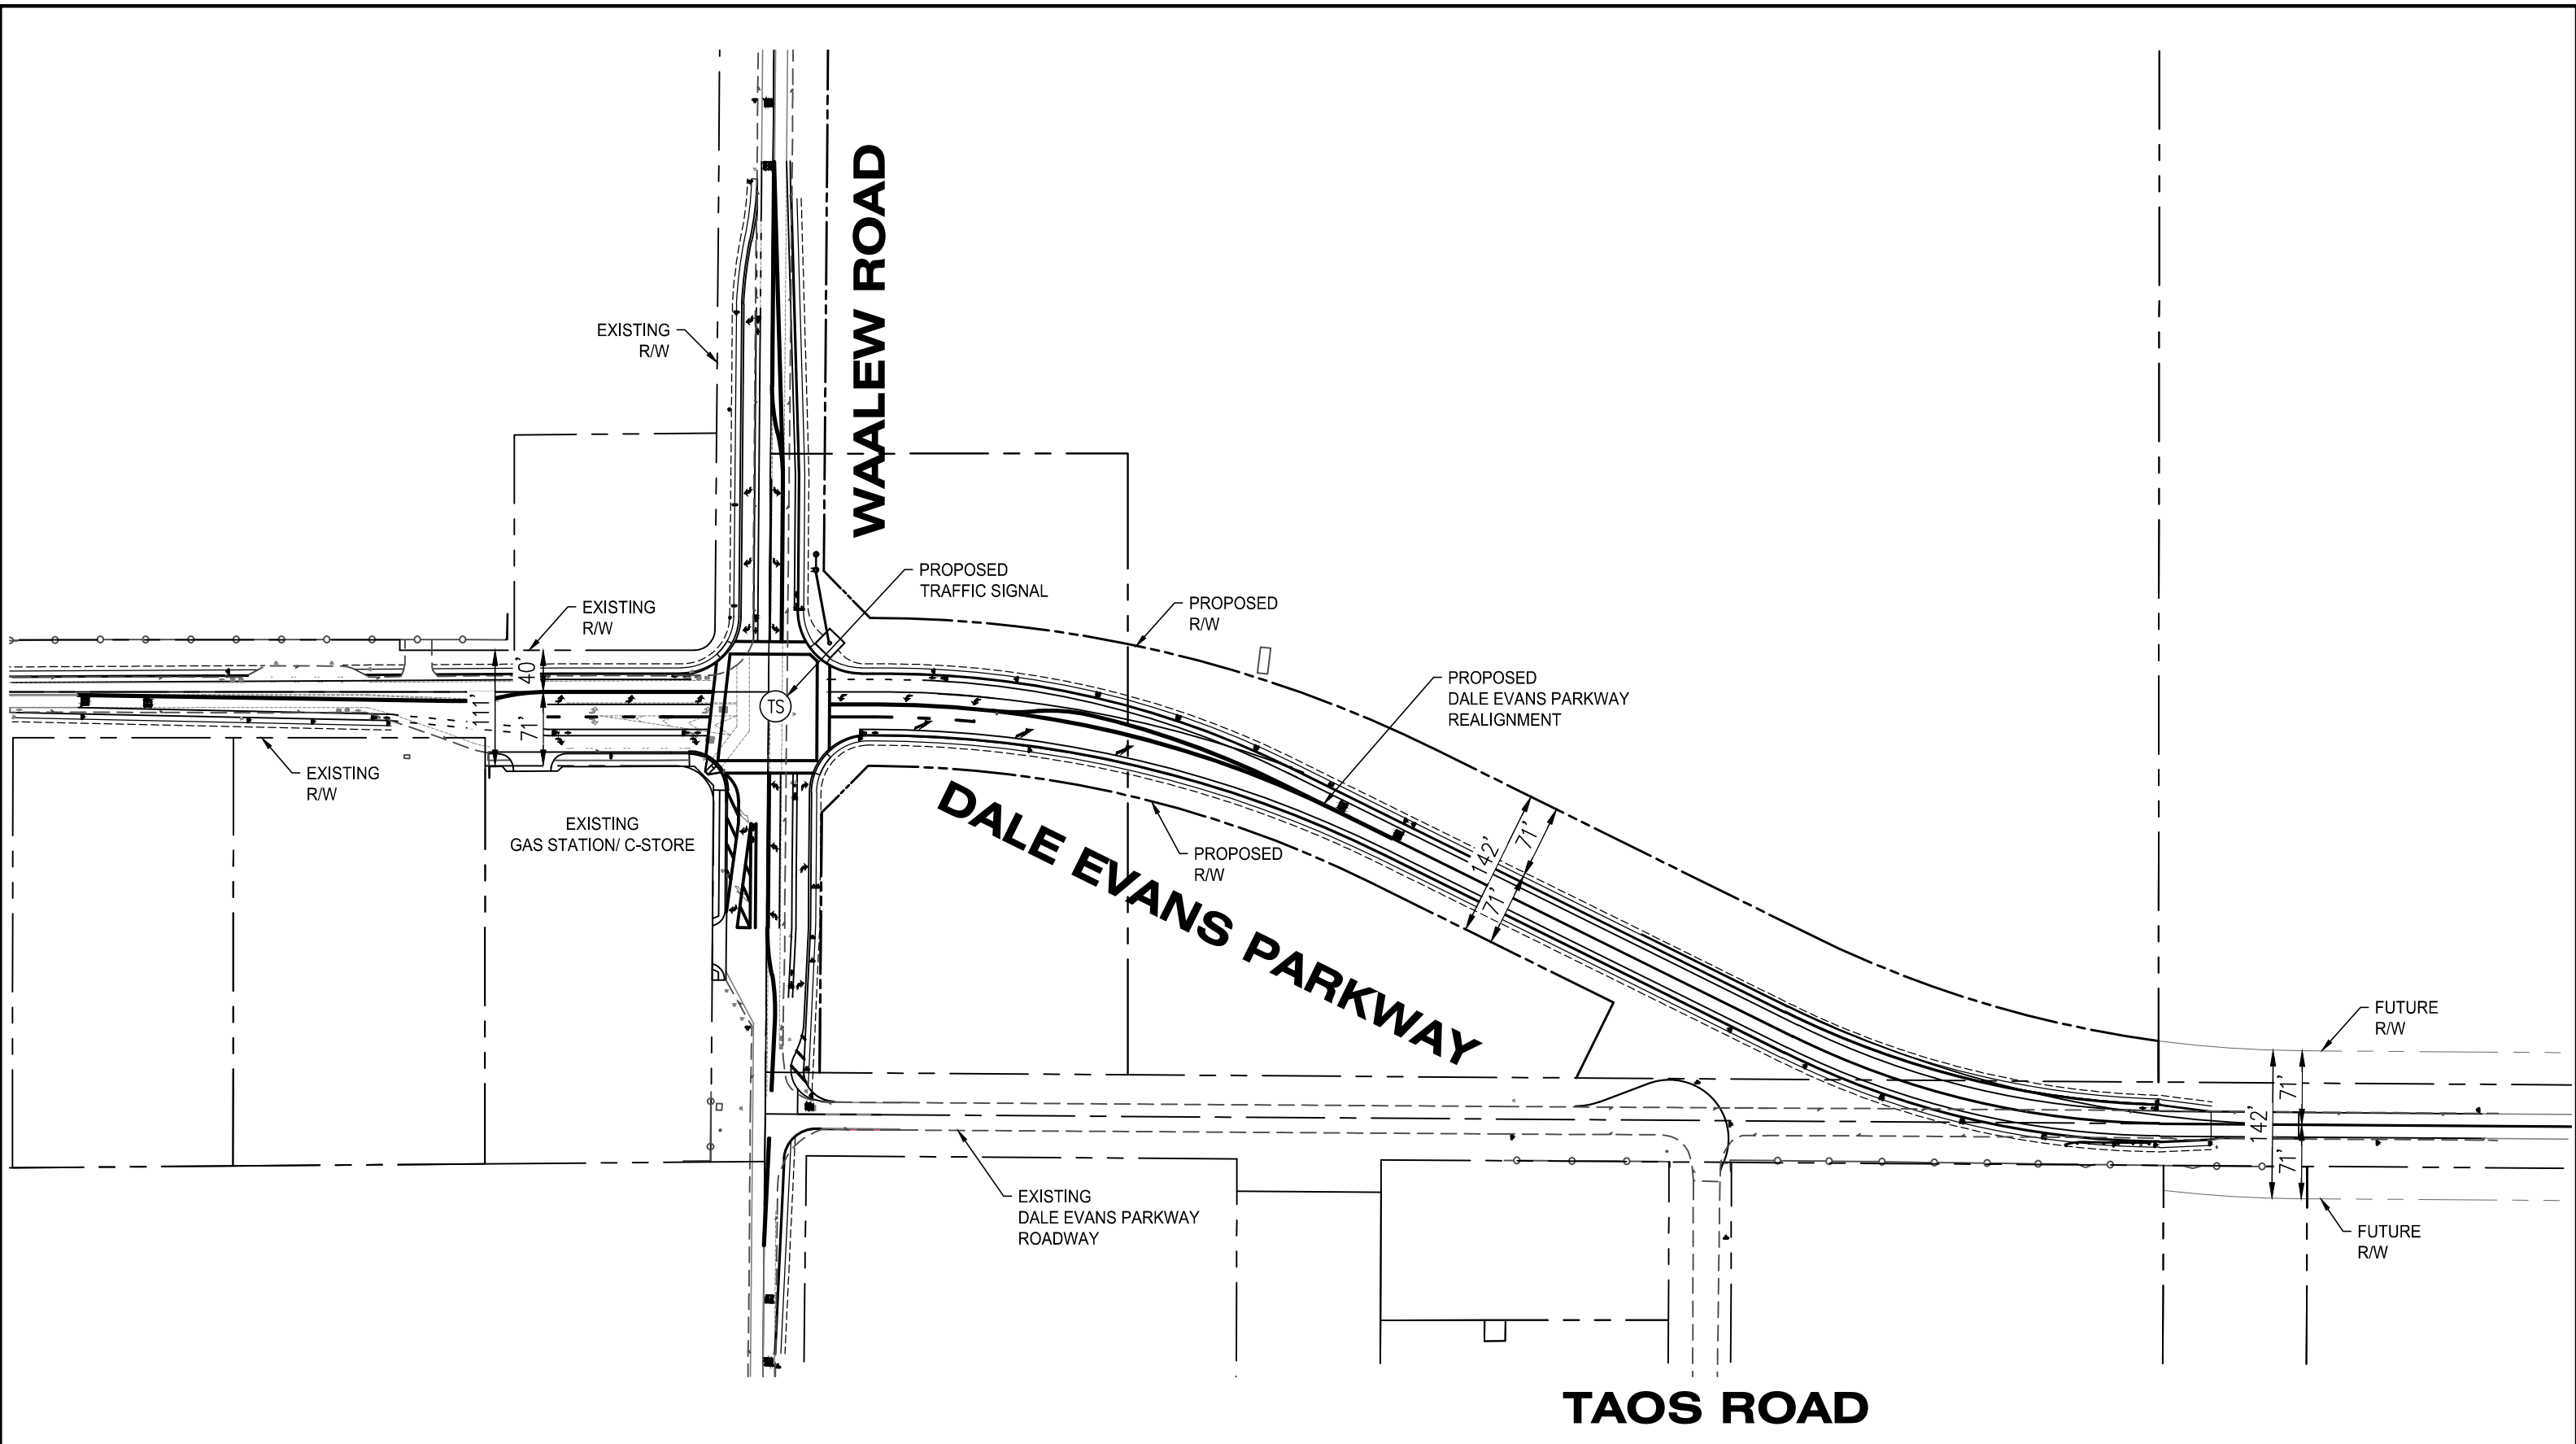 WAALEW ROAD
EXISTING
R/W
PROPOSED
TRAFFIC SIGNAL
EXISTING
R/W
PROPOSED
R/W
40'
111'
71'
TS
PROPOSED
DALE EVANS PARKWAY
REALIGNMENT
EXISTING
R/W
EXISTING
GAS STATION/ C-STORE
PROPOSED
R/W
142'
71'
71'
DALE EVANS PARKWAY
FUTURE
R/W
71'
142'
71'
EXISTING
DALE EVANS PARKWAY
ROADWAY
FUTURE
R/W
TAOS ROAD